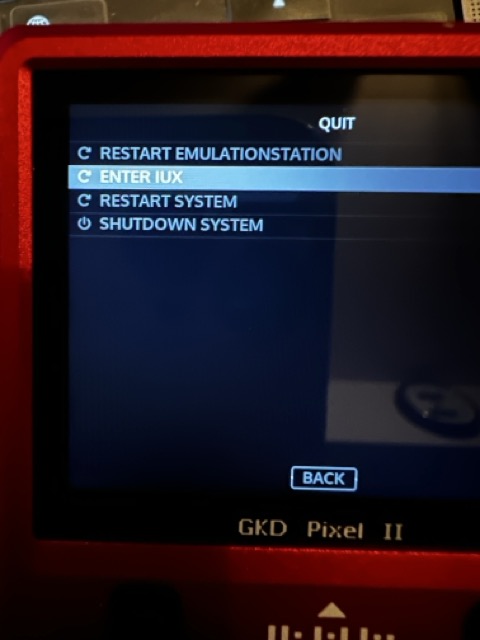 QUIT
RESTART EMULATIONSTATION
ENTER IUX
RESTART SYSTEM
SHUTDOWN SYSTEM
BACK
GKD Pixel II